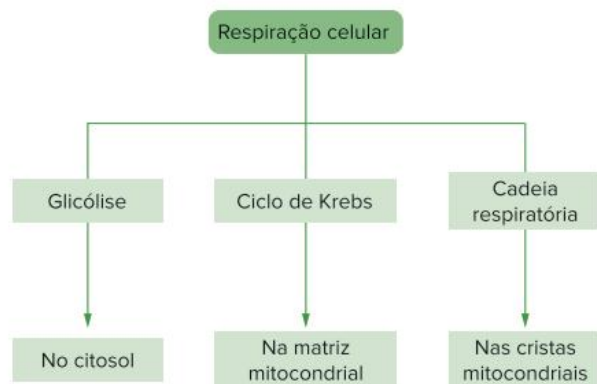 Respiração celular
Glicólise
Ciclo de Krebs
Cadeia
respiratória
No citosol
Na matriz
mitocondrial
Nas cristas
mitocondriais